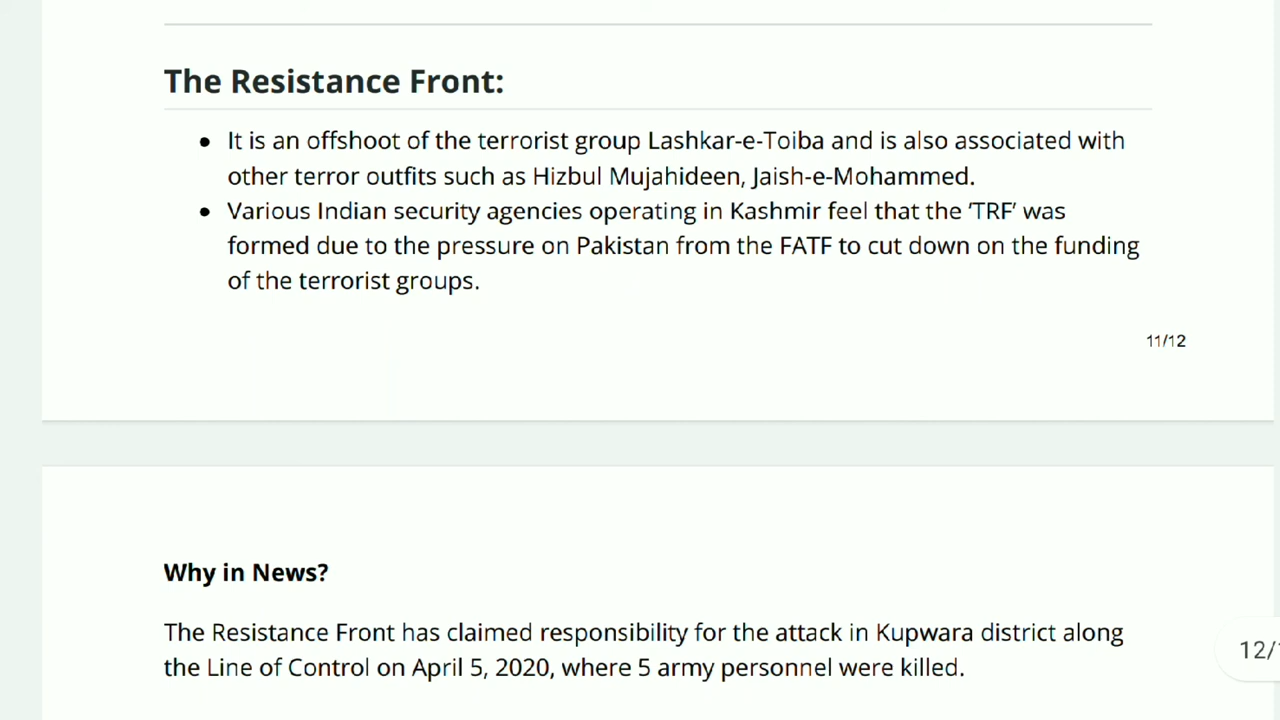 The Resistance Front:
• It is an offshoot of the terrorist group Lashkar-e-Toiba and is also associated with
other terror outfits such as Hizbul Mujahideen, Jaish-e-Mohammed.
• Various Indian security agencies operating in Kashmir feel that the ‘TRF’ was
formed due to the pressure on Pakistan from the FATF to cut down on the funding
of the terrorist groups.
11/12
Why in News?
The Resistance Front has claimed responsibility for the attack in Kupwara district along
the Line of Control on April 5, 2020, where 5 army personnel were killed.
12/